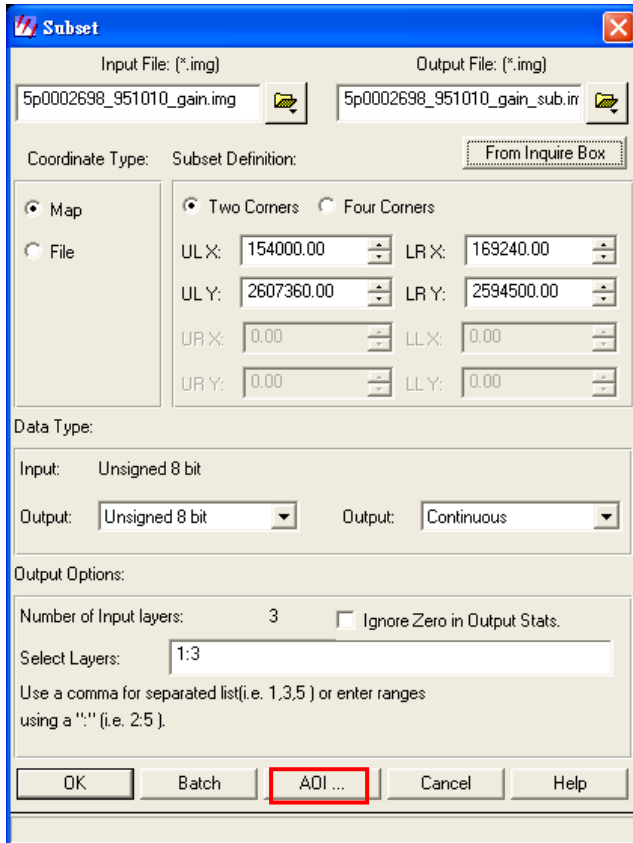 Subset
Input File: (*.img) Output File: (*.img)
5p0002698_951010_gain.img 5p0002698_951010_gain_sub.im
Coordinate Type: Subset Definition: From Inquire Box
Map Two Corners Four Corners
File UL X: 154000.00 LR X: 169240.00
UL Y: 2607360.00 LR Y: 2594500.00
UR X: 0.00 LL X: 0.00
UR Y: 0.00 LL Y: 0.00
Data Type:
Input: Unsigned 8 bit
Output: Unsigned 8 bit Output: Continuous
Output Options:
Number of Input layers: 3 Ignore Zero in Output Stats.
Select Layers: 1:3
Use a comma for separated list(i.e. 1,3,5 ) or enter ranges
using a ":" (i.e. 2:5 ).
OK Batch AOI ... Cancel Help